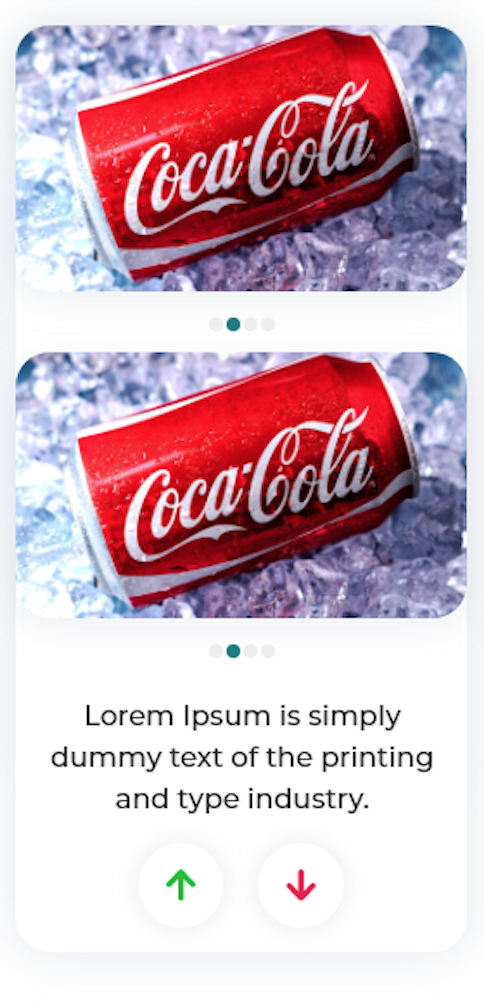 Coca-Cola
Coca-Cola
Lorem Ipsum is simply
dummy text of the printing
and type industry.